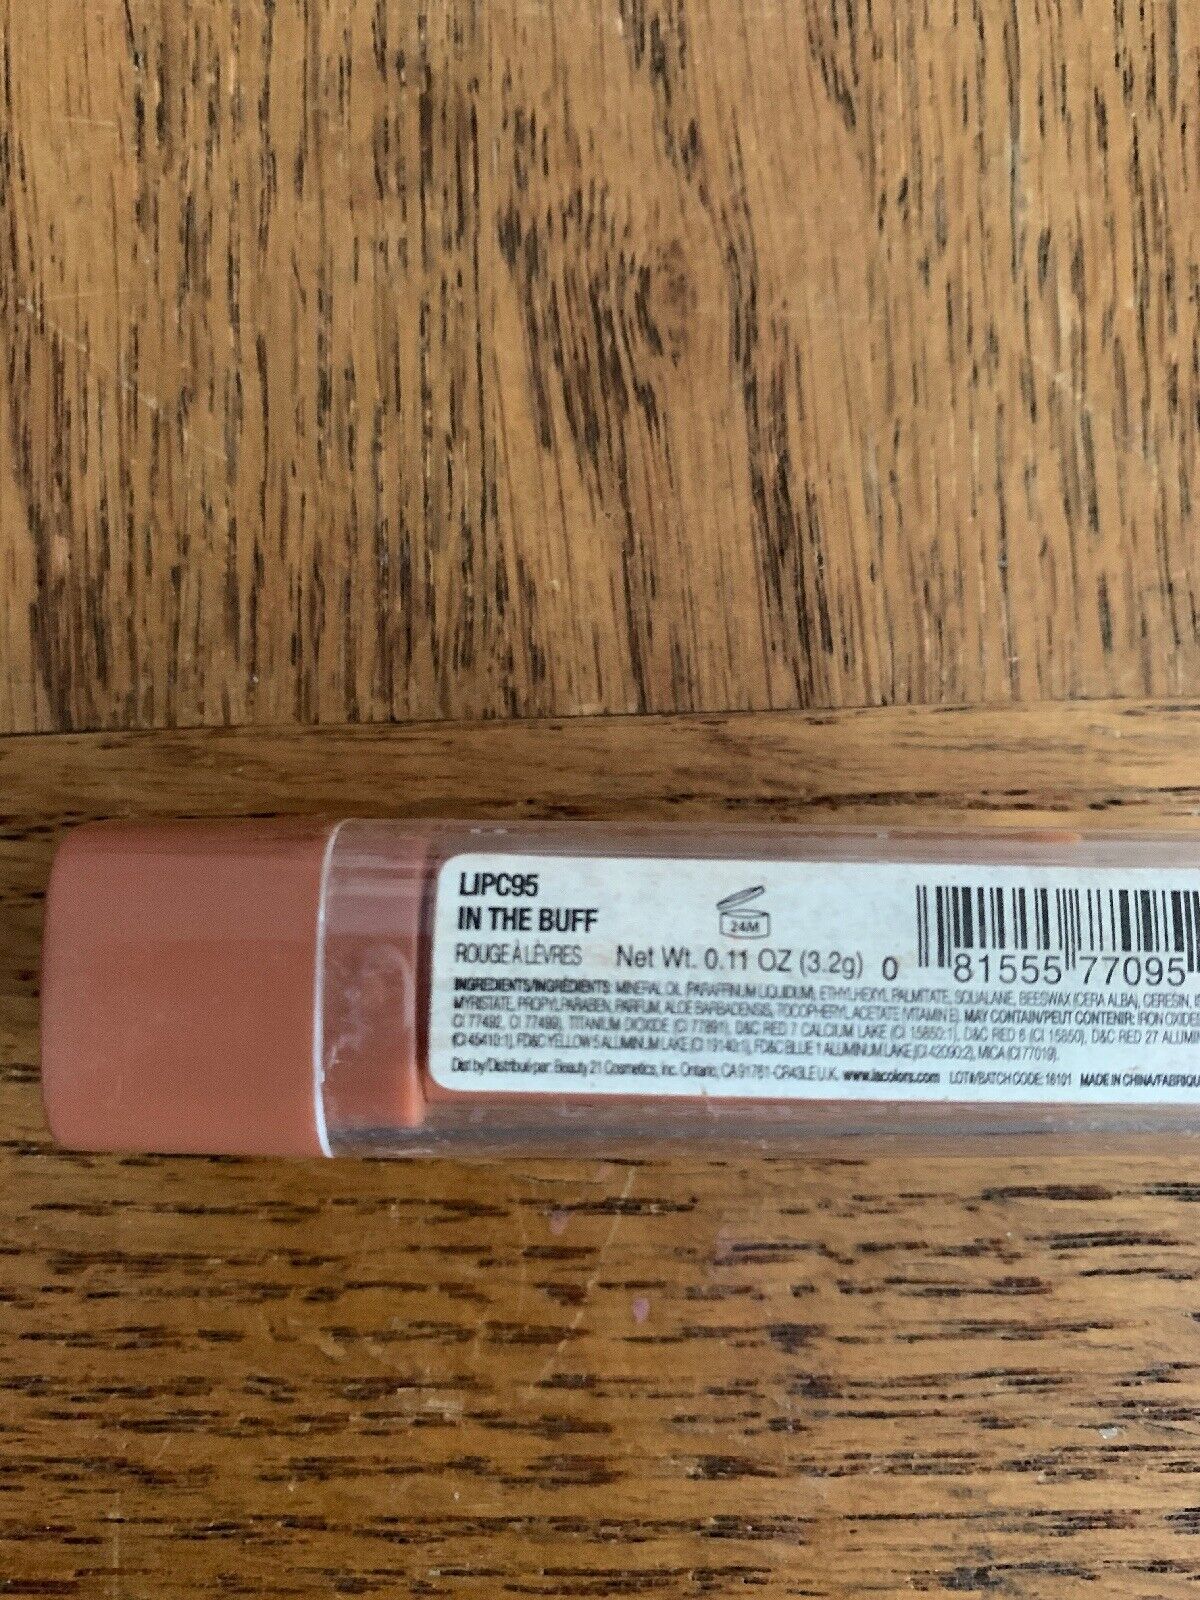 LIPC95
IN THE BUFF
ROUGE À LÈVRES Net Wt. 0.11 OZ (3.2g)
24M
0 81555 77095
INGREDIENTS/INGRÉDIENTS: MINERAL OIL (PARAFFINUM LIQUIDUM), ETHYLHEXYL PALMITATE, SQUALANE, BEESWAX (CERA ALBA), CERESIN,
MYRISTATE, PROPYLPARABEN, PARFUM, ALOE BARBADENSIS, TOCOPHERYL ACETATE (VITAMIN E). MAY CONTAIN/PEUT CONTENIR: IRON OXIDES
CI 77492, CI 77499), TITANIUM DIOXIDE (CI 77891), D&C RED 7 CALCIUM LAKE (CI 15850:1), D&C RED 6 (CI 15850), D&C RED 27
(CI 45410:1), FD&C YELLOW 5 ALUMINUM LAKE (CI 19140:1), FD&C BLUE 1 ALUMINUM LAKE (CI 42090:2), MICA (CI 77019).
Dist by/Distribué par: Beauty 21 Cosmetics, Inc. Ontario, CA 91761-CR43LE U.K. www.lacolors.com LOT#/BATCH CODE: 16101 MADE IN CHINA/